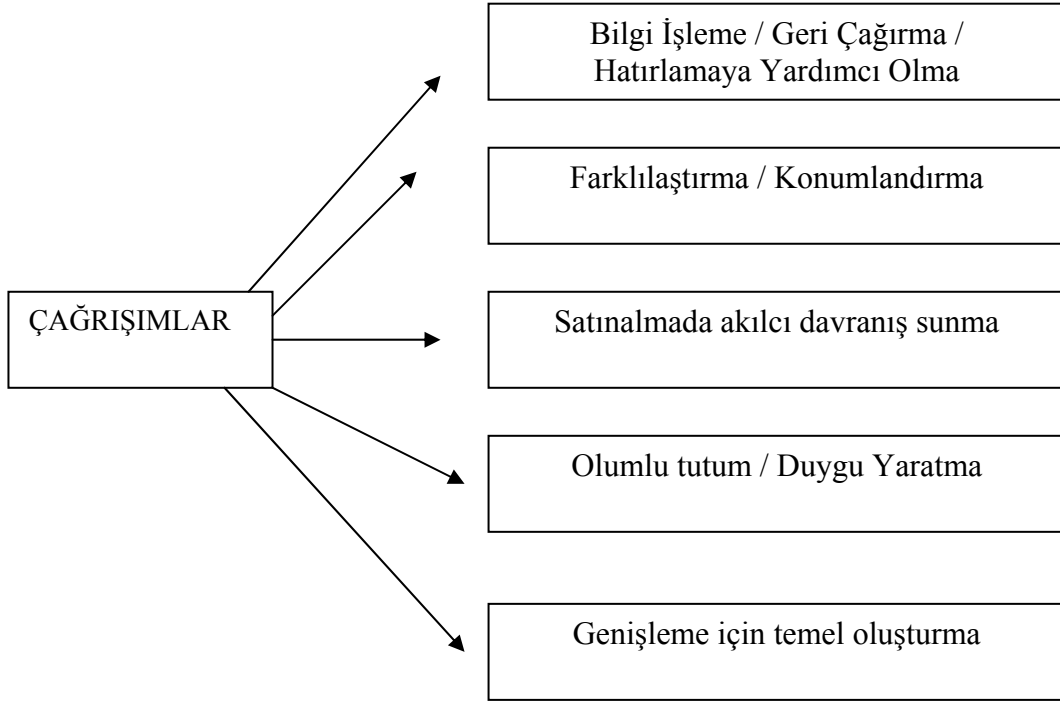 Bilgi İşleme / Geri Çağırma /
Hatırlamaya Yardımcı Olma
Farklılaştırma / Konumlandırma
ÇAĞRIŞIMLAR
Satınalmada akılcı davranış sunma
Olumlu tutum / Duygu Yaratma
Genişleme için temel oluşturma